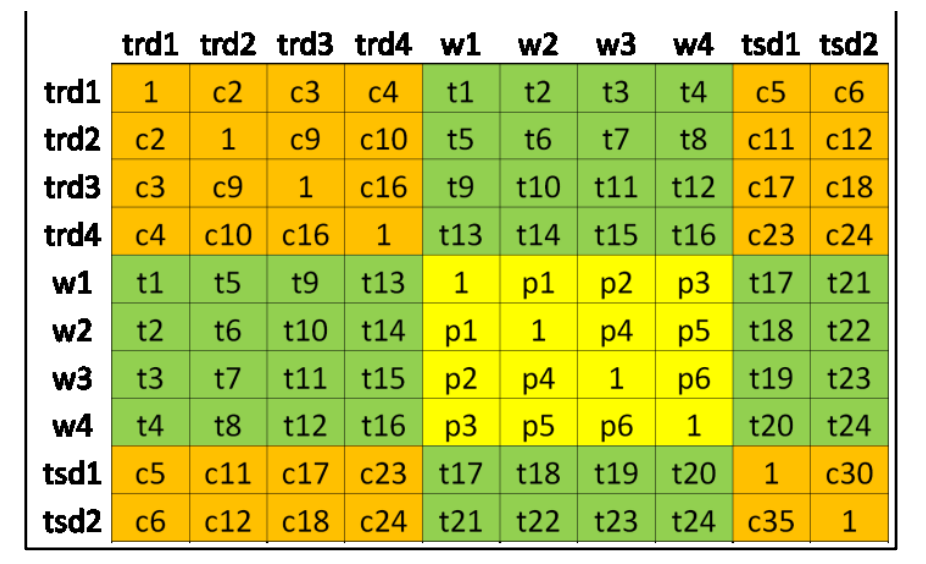 trd1 trd2 trd3 trd4 w1 w2 w3 w4 tsd1 tsd2
trd1 1 c2 c3 c4 t1 t2 t3 t4 c5 c6
trd2 c2 1 c9 c10 t5 t6 t7 t8 c11 c12
trd3 c3 c9 1 c16 t9 t10 t11 t12 c17 c18
trd4 c4 c10 c16 1 t13 t14 t15 t16 c23 c24
w1 t1 t5 t9 t13 1 p1 p2 p3 t17 t21
w2 t2 t6 t10 t14 p1 1 p4 p5 t18 t22
w3 t3 t7 t11 t15 p2 p4 1 p6 t19 t23
w4 t4 t8 t12 t16 p3 p5 p6 1 t20 t24
tsd1 c5 c11 c17 c23 t17 t18 t19 t20 1 c30
tsd2 c6 c12 c18 c24 t21 t22 t23 t24 c35 1